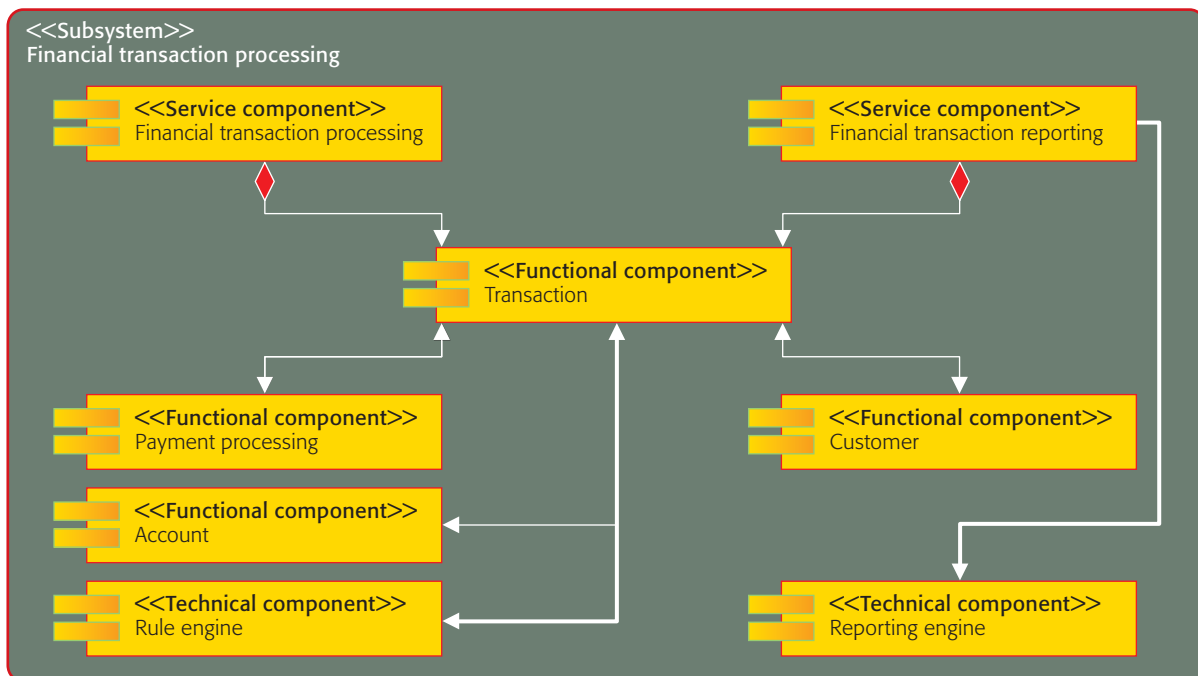 <<Subsystem>>
Financial transaction processing
<<Service component>>
Financial transaction processing
<<Service component>>
Financial transaction reporting
<<Functional component>>
Transaction
<<Functional component>>
Payment processing
<<Functional component>>
Customer
<<Functional component>>
Account
<<Technical component>>
Rule engine
<<Technical component>>
Reporting engine